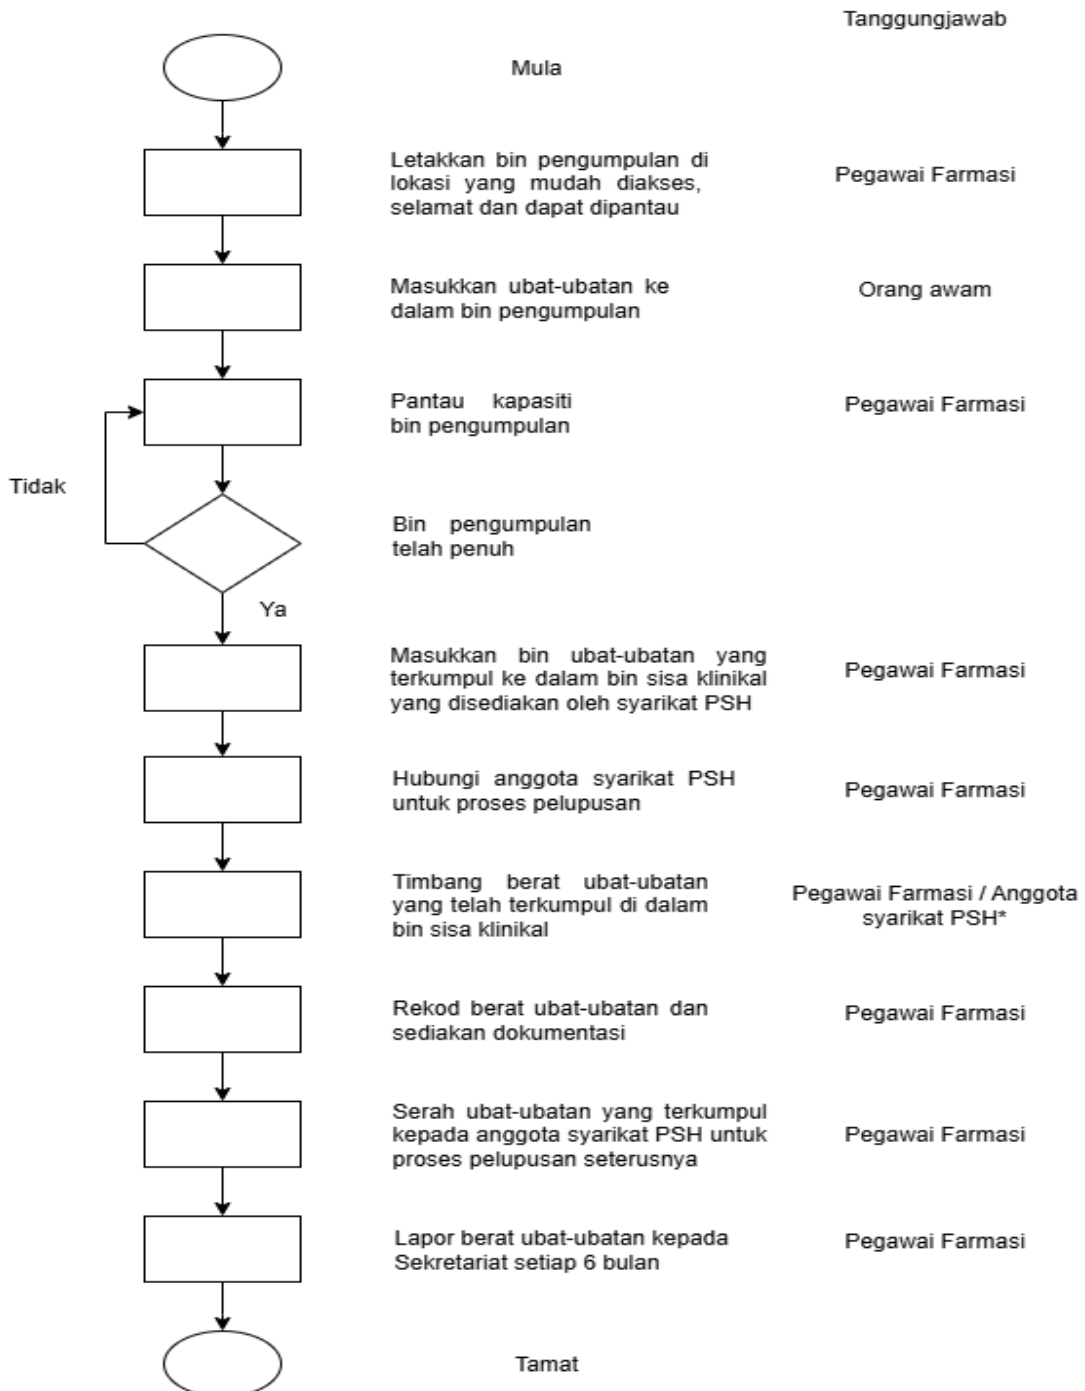 Tanggungjawab
Mula
Letakkan bin pengumpulan di
lokasi yang mudah diakses,
selamat dan dapat dipantau
Pegawai Farmasi
Masukkan ubat-ubatan ke
dalam bin pengumpulan
Orang awam
Pantau kapasiti
bin pengumpulan
Pegawai Farmasi
Tidak
Bin pengumpulan
telah penuh
Ya
Masukkan bin ubat-ubatan yang
terkumpul ke dalam bin sisa klinikal
yang disediakan oleh syarikat PSH
Pegawai Farmasi
Hubungi anggota syarikat PSH
untuk proses pelupusan
Pegawai Farmasi
Timbang berat ubat-ubatan
yang telah terkumpul di dalam
bin sisa klinikal
Pegawai Farmasi / Anggota
syarikat PSH*
Rekod berat ubat-ubatan dan
sediakan dokumentasi
Pegawai Farmasi
Serah ubat-ubatan yang terkumpul
kepada anggota syarikat PSH untuk
proses pelupusan seterusnya
Pegawai Farmasi
Lapor berat ubat-ubatan kepada
Sekretariat setiap 6 bulan
Pegawai Farmasi
Tamat